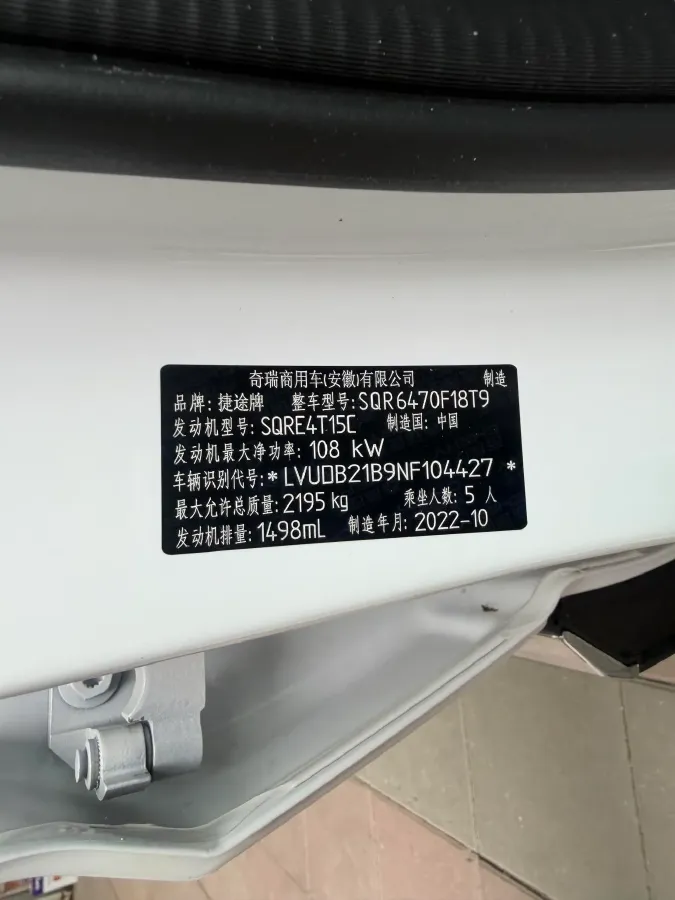 奇瑞商用车(安徽)有限公司 制造
品牌: 捷途牌 整车型号:SQR6470F18T9
发动机型号: SQRE4T15C 制造国: 中国
发动机最大净功率: 108 kW
车辆识别代号:*LVUDB21B9NF104427*
最大允许总质量: 2195 kg 乘坐人数: 5 人
发动机排量: 1498mL 制造年月: 2022-10